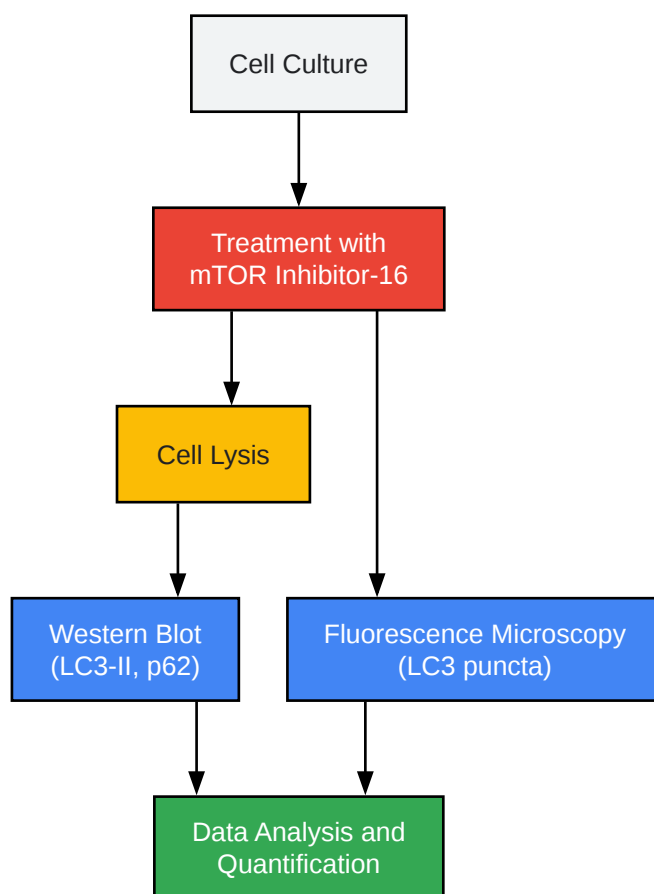 Cell Culture
Treatment with
mTOR Inhibitor-16
Cell Lysis
Western Blot
(LC3-II, p62)
Fluorescence Microscopy
(LC3 puncta)
Data Analysis and
Quantification